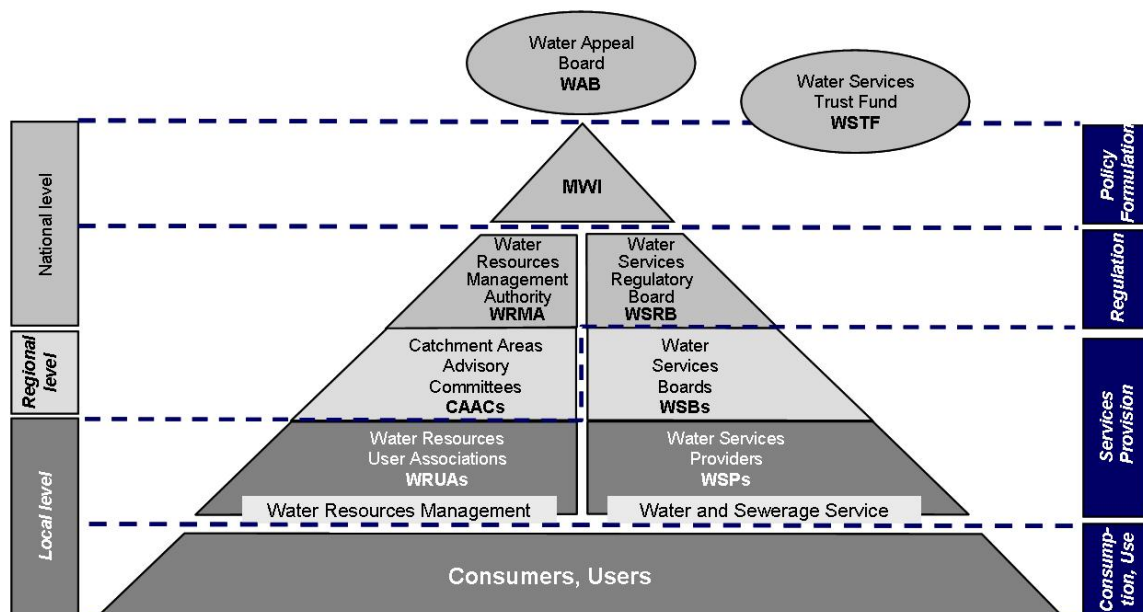 Water Appeal
Board
WAB
Water Services
Trust Fund
WSTF
National level
Regional
level
Local level
MWI
Water
Resources
Management
Authority
WRMA
Water
Services
Regulatory
Board
WSRB
Catchment Areas
Advisory
Committees
CAACs
Water
Services
Boards
WSBs
Water Resources
User Associations
WRUAs
Water Services
Providers
WSPs
Water Resources Management
Water and Sewerage Service
Consumers, Users
Policy
Formulation
Regulation
Services
Provision
Consump-
tion, Use